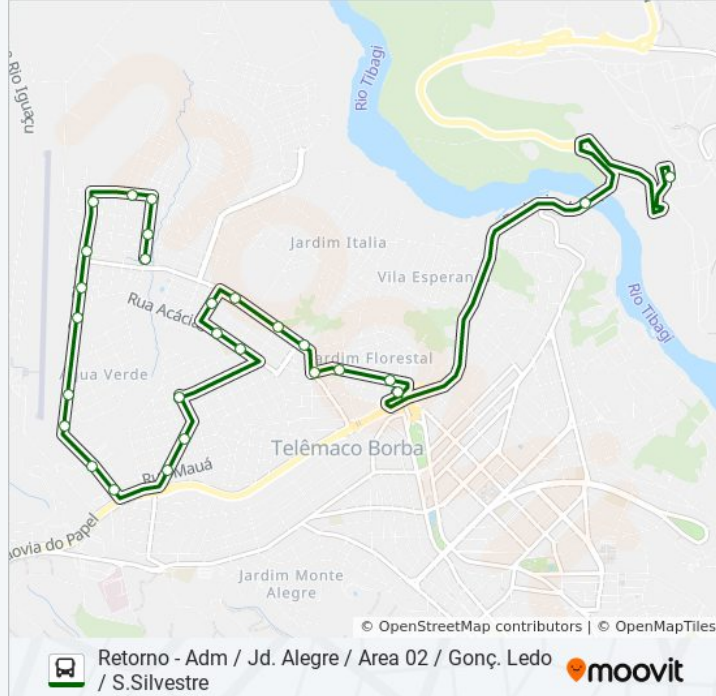 Rio Tibagi
o Rio Iguaçu
Jardim Italia
Vila Esperan
Rio Tibagi
Rua Acácia
Jardim Florestal
gua Verde
Telêmaco Borba
Rua Mauá
ovia do Papel
Jardim Monte
Alegre
© OpenStreetMap contributors | © OpenMapTiles
Retorno - Adm / Jd. Alegre / Area 02 / Gonç. Ledo
/ S.Silvestre
moovit